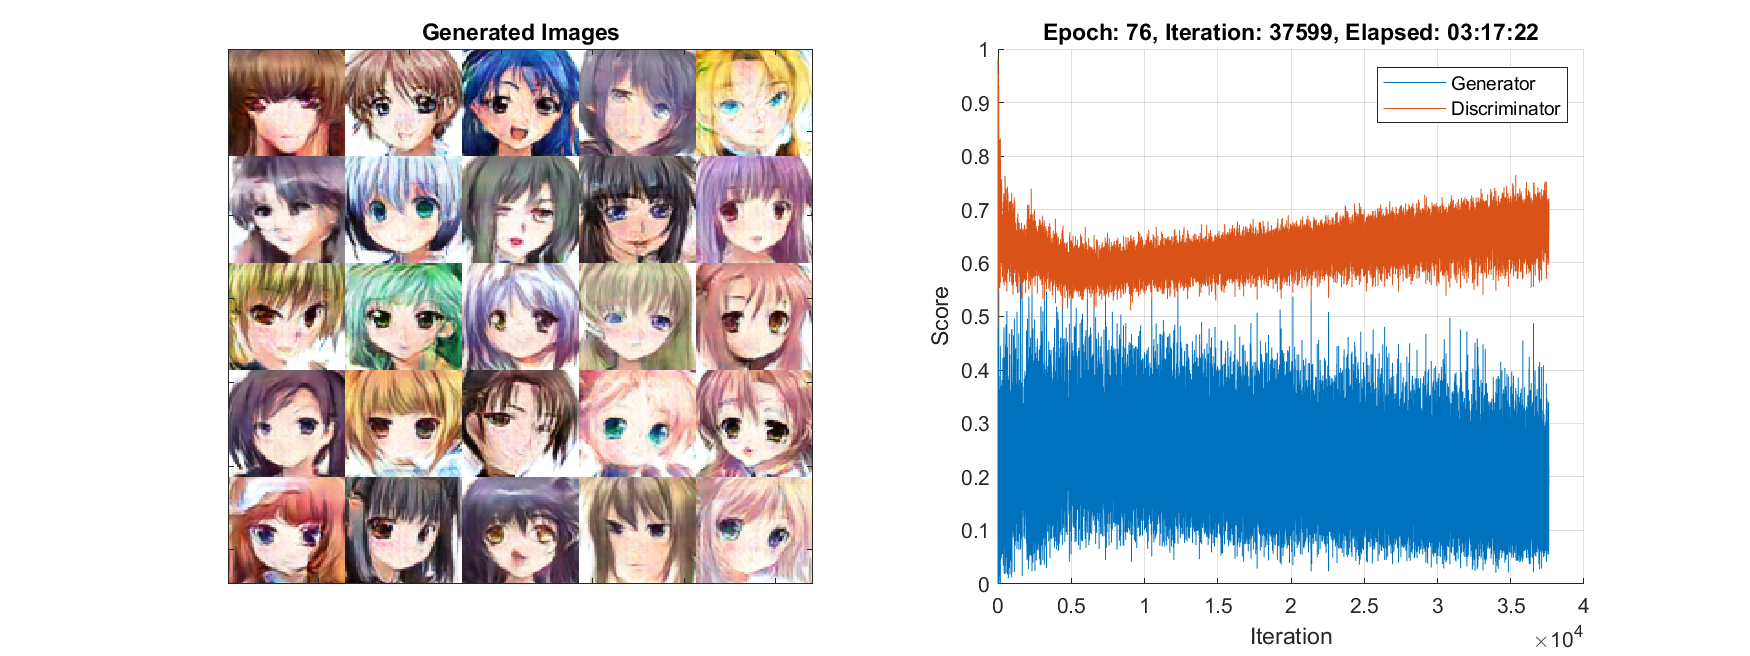 Generated Images
Epoch: 76, Iteration: 37599, Elapsed: 03:17:22
Generator
Discriminator
Score
1
0.9
0.8
0.7
0.6
0.5
0.4
0.3
0.2
0.1
0
0 0.5 1 1.5 2 2.5 3 3.5 4
Iteration
×10⁴